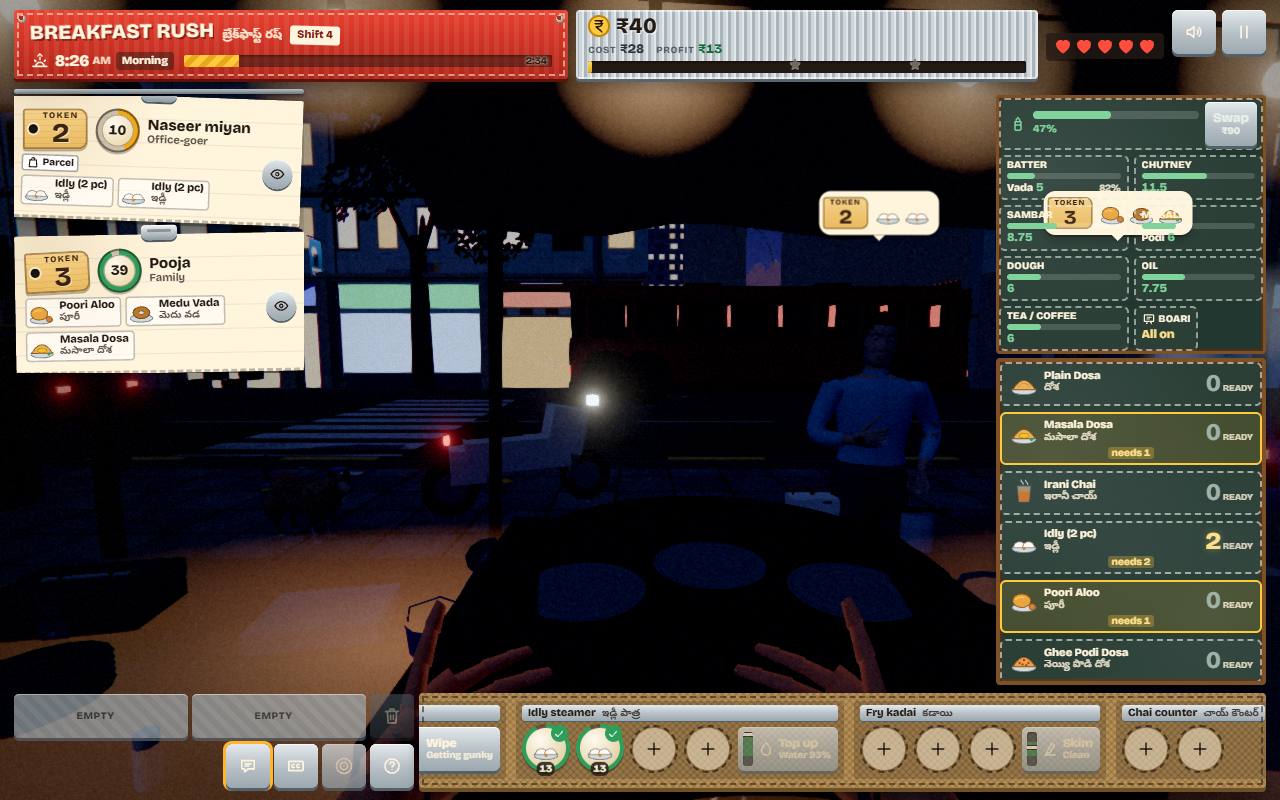 BREAKFAST RUSH బ్రేక్‌ఫాస్ట్ రష్ Shift 4
8:26 AM Morning 2:34
₹ ₹40
COST ₹28 PROFIT ₹13
TOKEN
2
10
Naseer miyan
Office-goer
Parcel
Idly (2 pc)
ఇడ్లీ
Idly (2 pc)
ఇడ్లీ
TOKEN
3
39
Pooja
Family
Poori Aloo
పూరీ
Medu Vada
మెదు వడ
Masala Dosa
మసాలా దోశ
TOKEN
2
TOKEN
3
47%
Swap
₹90
BATTER
Vada 5 82%
CHUTNEY
11.5
SAMBAR
8.75
Podi 6
DOUGH
6
OIL
7.75
TEA / COFFEE
6
BOARD
All on
Plain Dosa
దోశ
0 READY
Masala Dosa
మసాలా దోశ
0 READY
needs 1
Irani Chai
ఇరానీ చాయ్
0 READY
Idly (2 pc)
ఇడ్లీ
2 READY
needs 2
Poori Aloo
పూరీ
0 READY
needs 1
Ghee Podi Dosa
నెయ్యి పొడి దోశ
0 READY
EMPTY
EMPTY
CC
?
Wipe
Getting gunky
Idly steamer ఇడ్లీ పాత్ర
13
13
Top up
Water 93%
Fry kadai కడాయి
Skim
Clean
Chai counter చాయ్ కౌంటర్